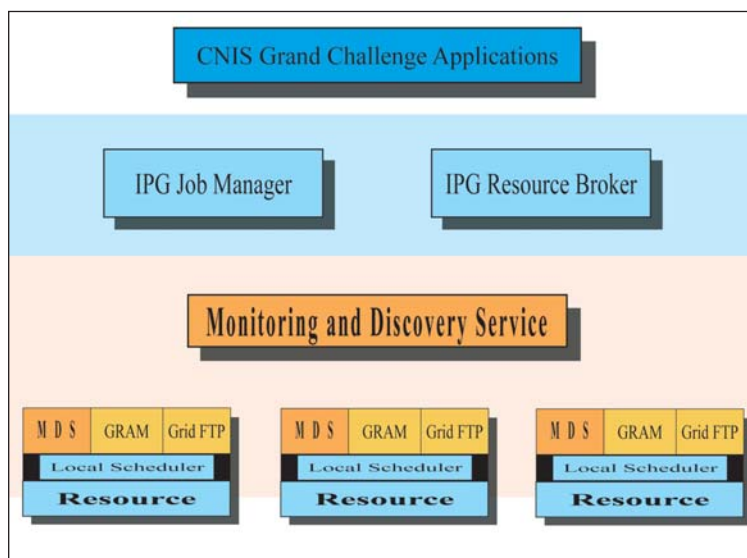 CNIS Grand Challenge Applications
IPG Job Manager
IPG Resource Broker
Monitoring and Discovery Service
M D S GRAM Grid FTP
Local Scheduler
Resource
M D S GRAM Grid FTP
Local Scheduler
Resource
M D S GRAM Grid FTP
Local Scheduler
Resource